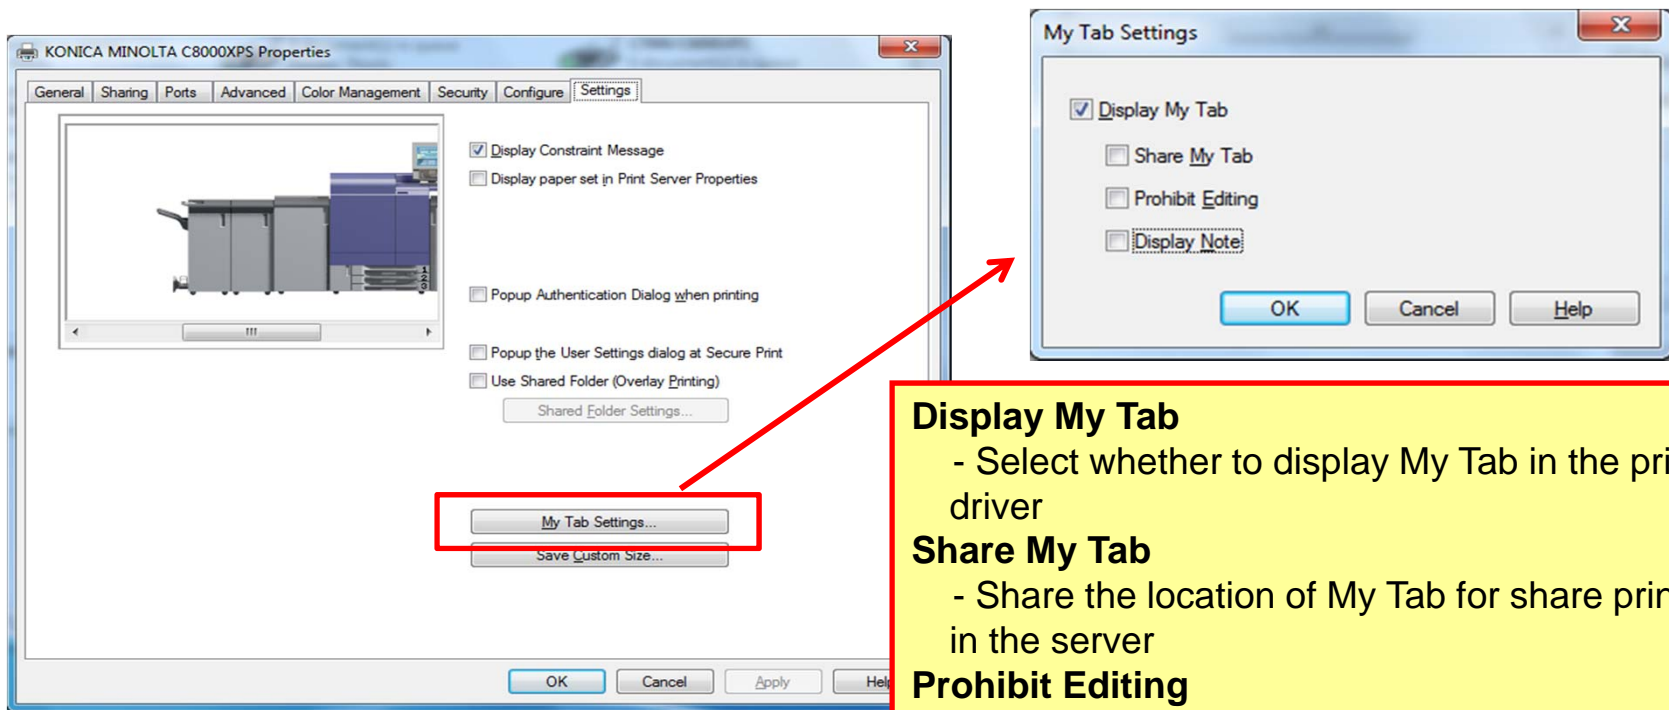 KONICA MINOLTA C8000XPS Properties
General Sharing Ports Advanced Color Management Security Configure Settings
Display Constraint Message
Display paper set in Print Server Properties
Popup Authentication Dialog when printing
Popup the User Settings dialog at Secure Print
Use Shared Folder (Overlay Printing)
Shared Folder Settings...
My Tab Settings...
Save Custom Size...
OK Cancel Apply Help
My Tab Settings
Display My Tab
Share My Tab
Prohibit Editing
Display Note
OK Cancel Help
Display My Tab
- Select whether to display My Tab in the pri
driver
Share My Tab
- Share the location of My Tab for share prin
in the server
Prohibit Editing